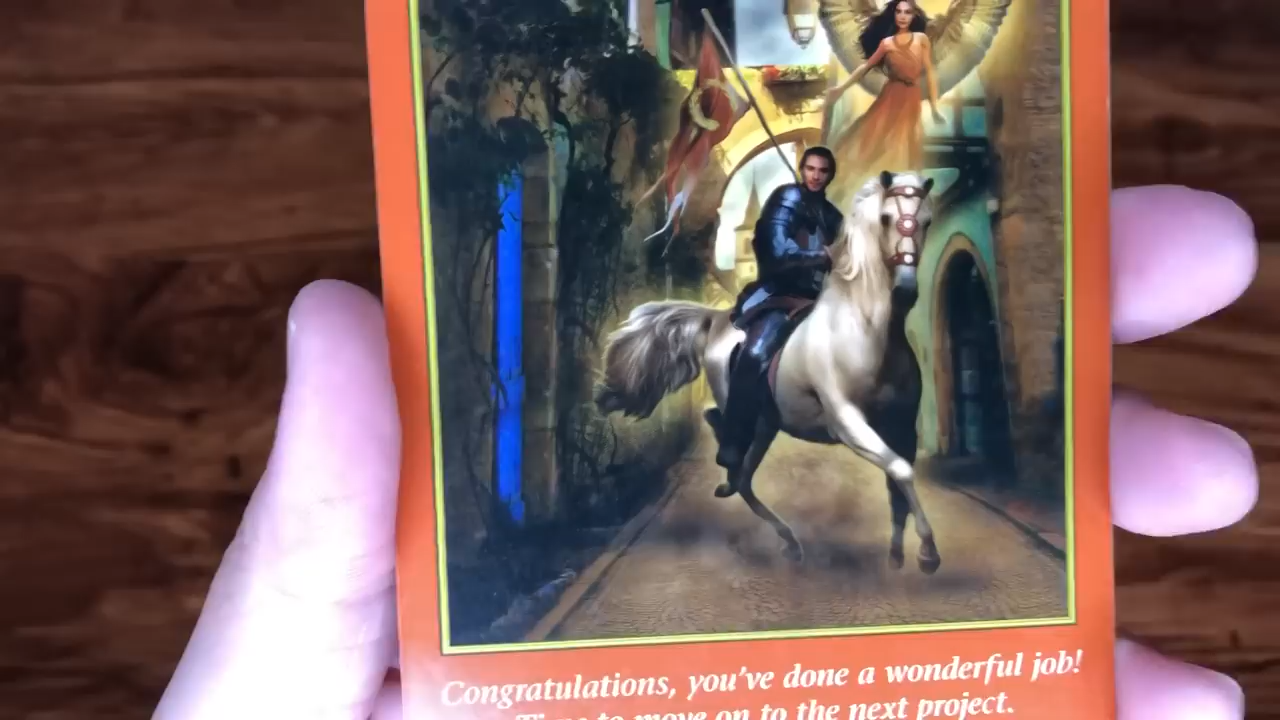 Congratulations, you've done a wonderful job!
Time to move on to the next project.